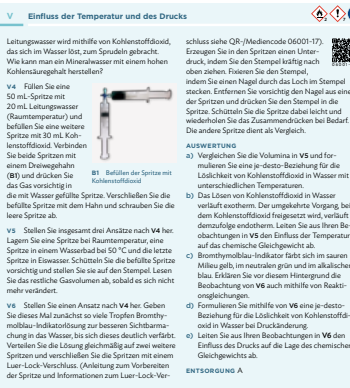 V Einfluss der Temperatur und des Drucks
Leitungswasser wird mithilfe von Kohlenstoffdioxid,
das sich im Wasser löst, zum Sprudeln gebracht.
Wie kann man ein Mineralwasser mit einem hohen
Kohlensäuregehalt herstellen?
V4 Füllen Sie eine
50 mL-Spritze mit
20 mL Leitungswasser
(Raumtemperatur) und
befüllen Sie eine weitere
Spritze mit 30 mL Koh-
lenstoffdioxid. Verbinden
Sie beide Spritzen mit
einem Dreiwegehahn
(B1) und drücken Sie
das Gas vorsichtig in
die mit Wasser gefüllte Spritze. Verschließen Sie die
befüllte Spritze mit dem Hahn und schrauben Sie die
leere Spritze ab.
B1 Befüllen der Spritze mit
Kohlenstoffdioxid
V5 Stellen Sie insgesamt drei Ansätze nach V4 her.
Lagern Sie eine Spritze bei Raumtemperatur, eine
Spritze in einem Wasserbad bei 50 °C und die letzte
Spritze in Eiswasser. Schütteln Sie die befüllte Spritze
vorsichtig und stellen Sie sie auf den Stempel. Lesen
Sie das restliche Gasvolumen ab, sobald es sich nicht
mehr verändert.
V6 Stellen Sie einen Ansatz nach V4 her. Geben
Sie dieses Mal zunächst so viele Tropfen Bromthy-
molblau-Indikatorlösung zur besseren Sichtbarma-
chung in das Wasser, bis sich dieses deutlich verfärbt.
Verteilen Sie die Lösung gleichmäßig auf zwei weitere
Spritzen und verschließen Sie die Spritzen mit einem
Luer-Lock-Verschluss. (Anleitung zum Vorbereiten
der Spritze und Informationen zum Luer-Lock-Ver-
schluss siehe QR-/Mediencode 06001-17).
Erzeugen Sie in den Spritzen einen Unter-
druck, indem Sie den Stempel kräftig nach
oben ziehen. Fixieren Sie den Stempel,
indem Sie einen Nagel durch das Loch im Stempel
stecken. Entfernen Sie vorsichtig den Nagel aus eine
der Spritzen und drücken Sie den Stempel in die
Spritze. Schütteln Sie die Spritze dabei leicht und
wiederholen Sie das Zusammendrücken bei Bedarf.
Die andere Spritze dient als Vergleich.
AUSWERTUNG
a) Vergleichen Sie die Volumina in V5 und for-
mulieren Sie eine je-desto-Beziehung für die
Löslichkeit von Kohlenstoffdioxid in Wasser mit
unterschiedlichen Temperaturen.
b) Das Lösen von Kohlenstoffdioxid in Wasser
verläuft exotherm. Der umgekehrte Vorgang, bei
dem Kohlenstoffdioxid freigesetzt wird, verläuft
demzufolge endotherm. Leiten Sie aus Ihren Be-
obachtungen in V5 den Einfluss der Temperatur
auf das chemische Gleichgewicht ab.
c) Bromthymolblau-Indikator färbt sich im sauren
Milieu gelb, im neutralen grün und im alkalischen
blau. Erklären Sie vor diesem Hintergrund die
Beobachtung von V6 auch mithilfe von Reakti-
onsgleichungen.
d) Formulieren Sie mithilfe von V6 eine je-desto-
Beziehung für die Löslichkeit von Kohlenstoffdi-
oxid in Wasser bei Druckänderung.
e) Leiten Sie aus Ihren Beobachtungen in V6 den
Einfluss des Drucks auf die Lage des chemischen
Gleichgewichts ab.
ENTSORGUNG A